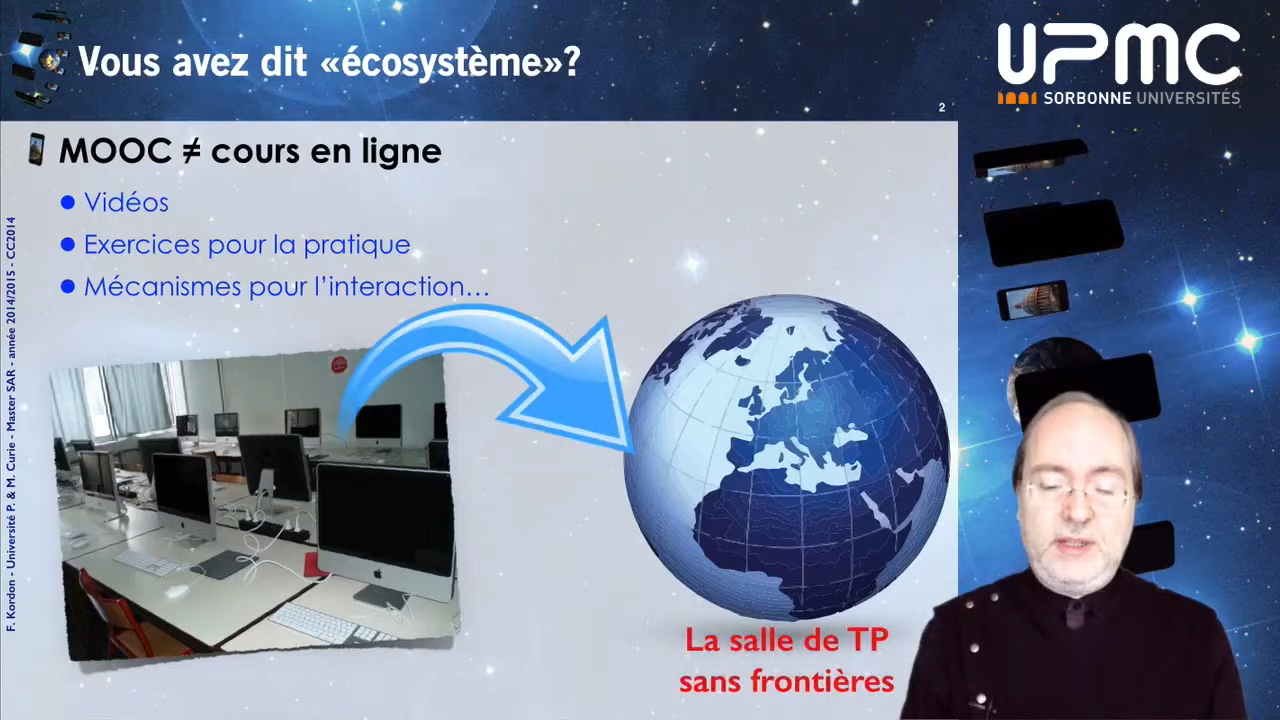 Vous avez dit «écosystème»?
UPMC
SORBONNE UNIVERSITÉS
2
MOOC ≠ cours en ligne
Vidéos
Exercices pour la pratique
Mécanismes pour l'interaction...
La salle de TP
sans frontières
F. Kordon - Université P. & M. Curie - Master SAR - année 2014/2015 - CC2014